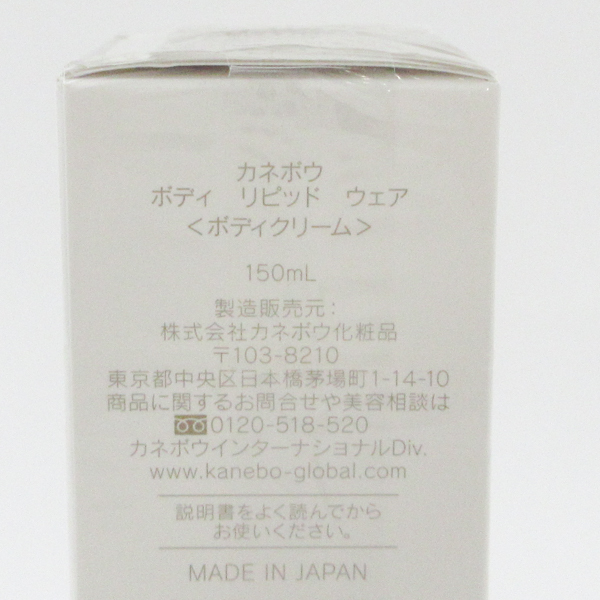 カネボウ
ボディ リピッド ウェア
＜ボディクリーム＞
150mL
製造販売元：
株式会社カネボウ化粧品
〒103-8210
東京都中央区日本橋茅場町1-14-10
商品に関するお問合せや美容相談は
0120-518-520
カネボウインターナショナルDiv.
www.kanebo-global.com
説明書をよく読んでから
お使いください。
MADE IN JAPAN